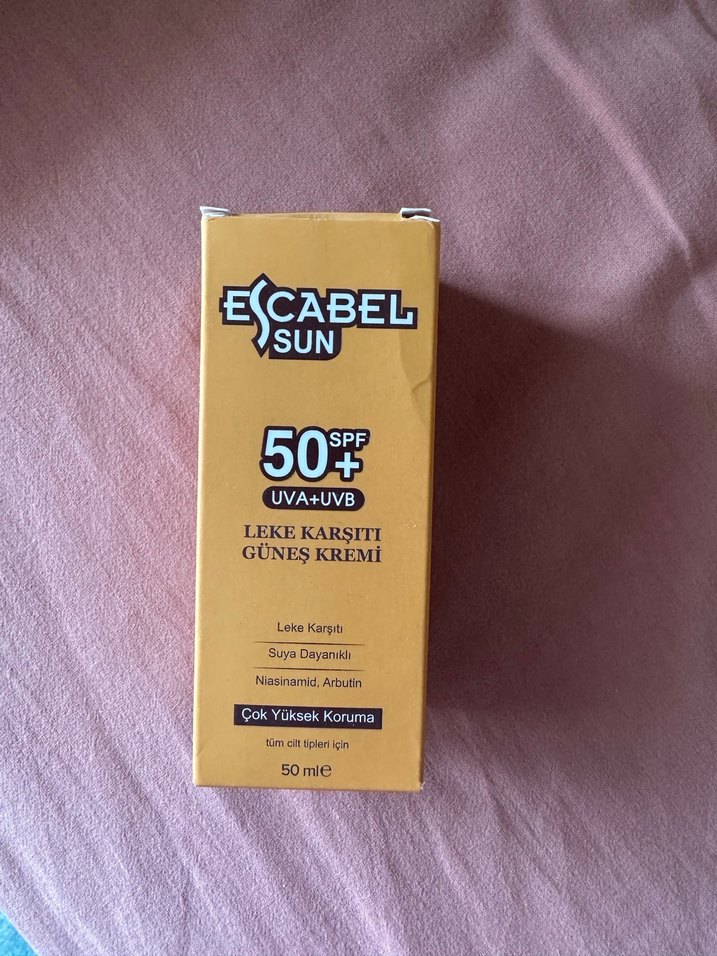 ESCABEL
SUN
50+ SPF
UVA+UVB
LEKE KARŞITI
GÜNEŞ KREMİ
Leke Karşıtı
Suya Dayanıklı
Niasinamid, Arbutin
Çok Yüksek Koruma
tüm cilt tipleri için
50 ml℮